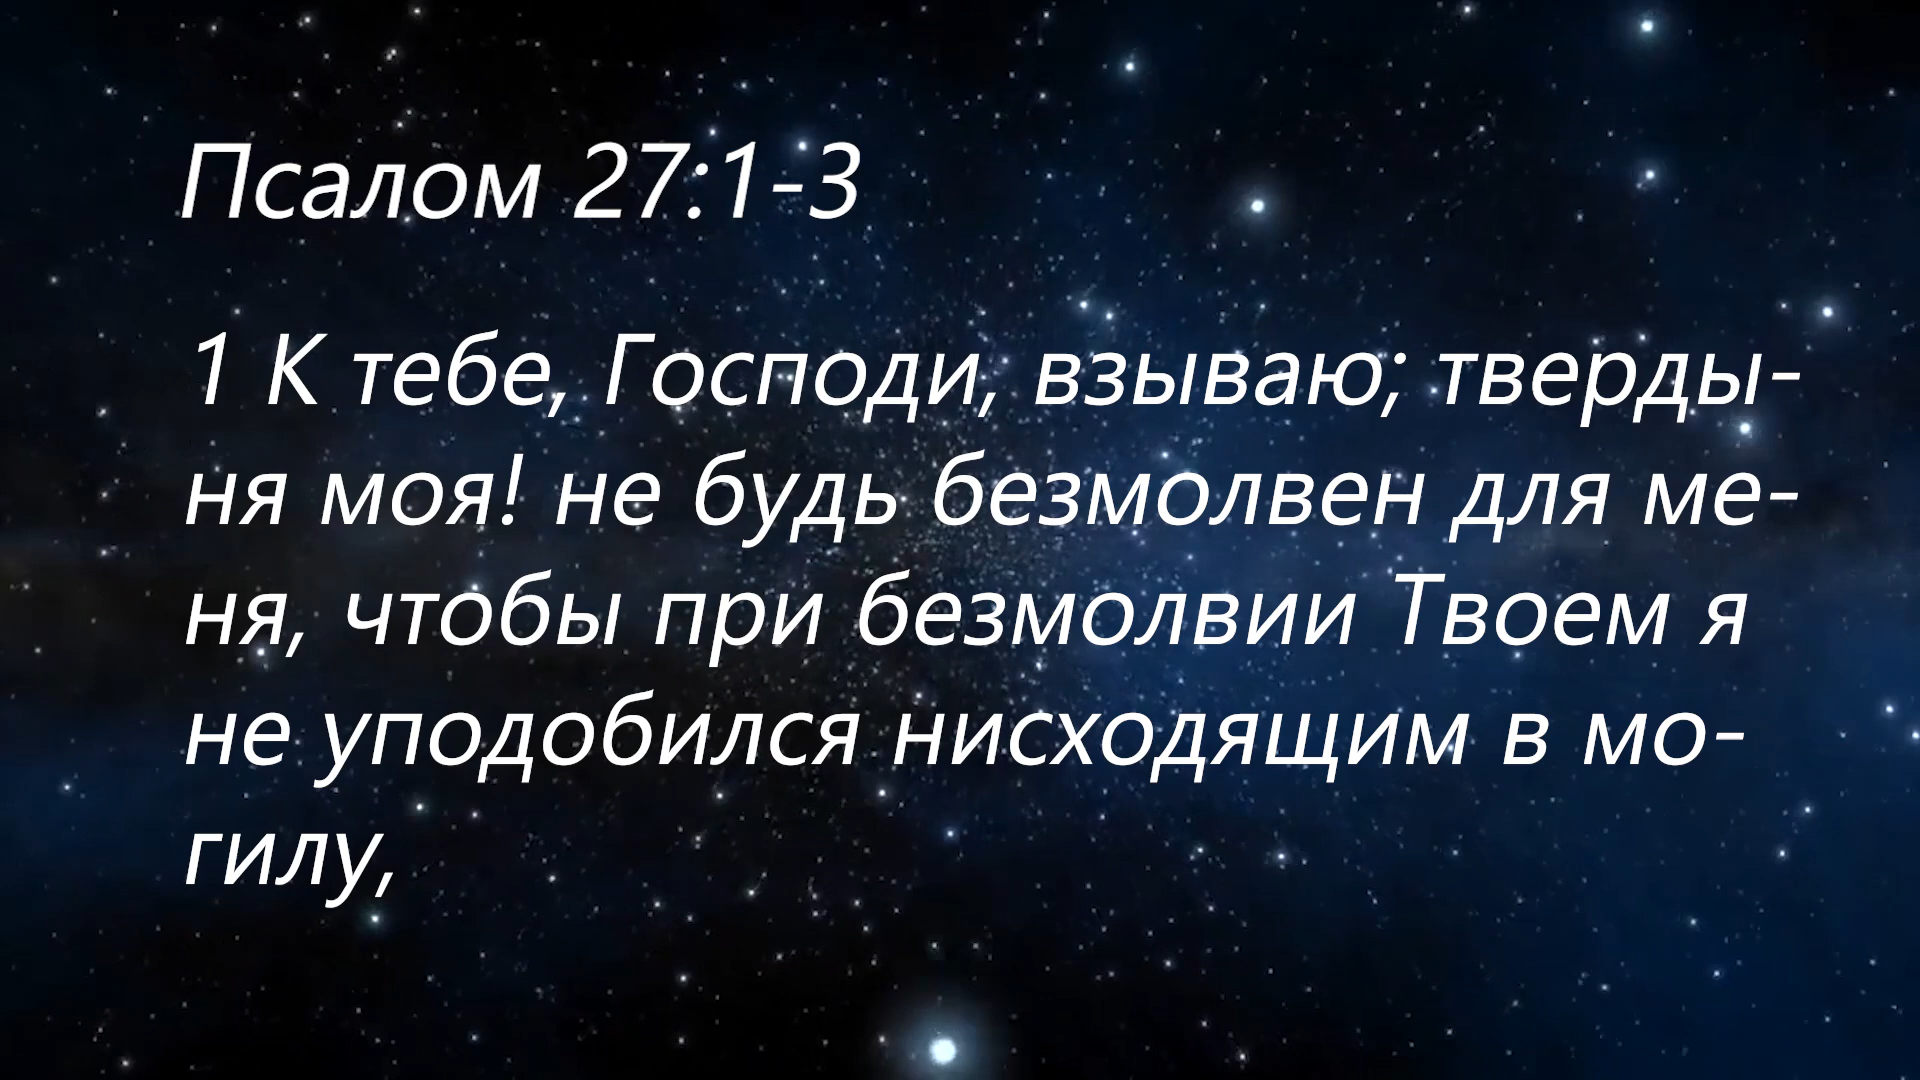 Псалом 27:1-3
1 К тебе, Господи, взываю; тверды-
ня моя! не будь безмолвен для ме-
ня, чтобы при безмолвии Твоем я
не уподобился нисходящим в мо-
гилу,